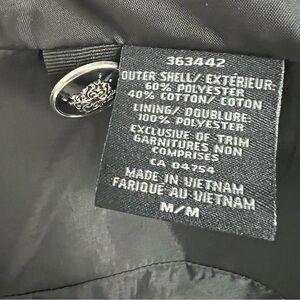 363442
OUTER SHELL/ EXTÉRIEUR:
60% POLYESTER
40% COTTON/ COTON
LINING/ DOUBLURE:
100% POLYESTER
EXCLUSIVE OF TRIM
GARNITURES NON
COMPRISES
CA 04754
MADE IN VIETNAM
FARIQUE AU-VIETNAM
M/M